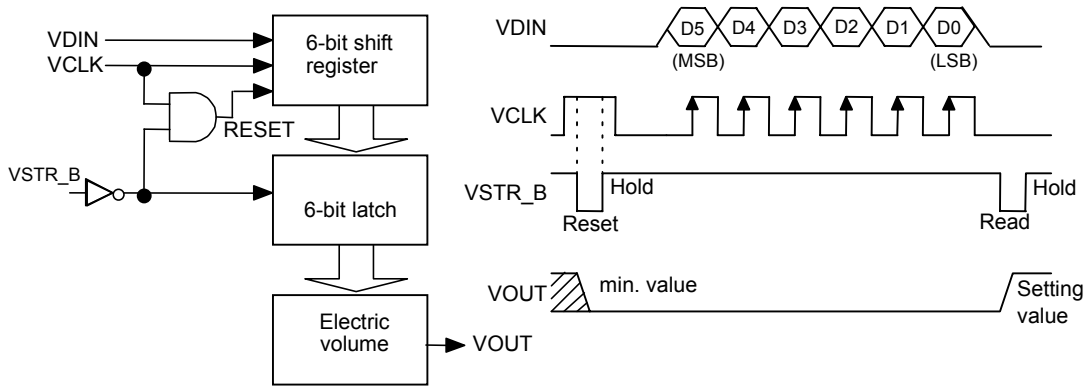 VDIN
VCLK
6-bit shift
register
RESET
VSTR_B
6-bit latch
Electric
volume
VOUT
VDIN
D5
D4
D3
D2
D1
D0
(MSB)
(LSB)
VCLK
VSTR_B
Hold
Hold
Reset
Read
VOUT
min. value
Setting
value